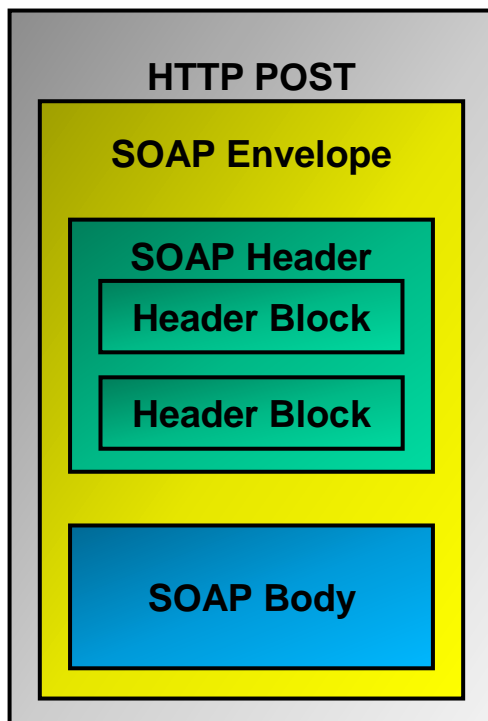 HTTP POST
SOAP Envelope
SOAP Header
Header Block
Header Block
SOAP Body